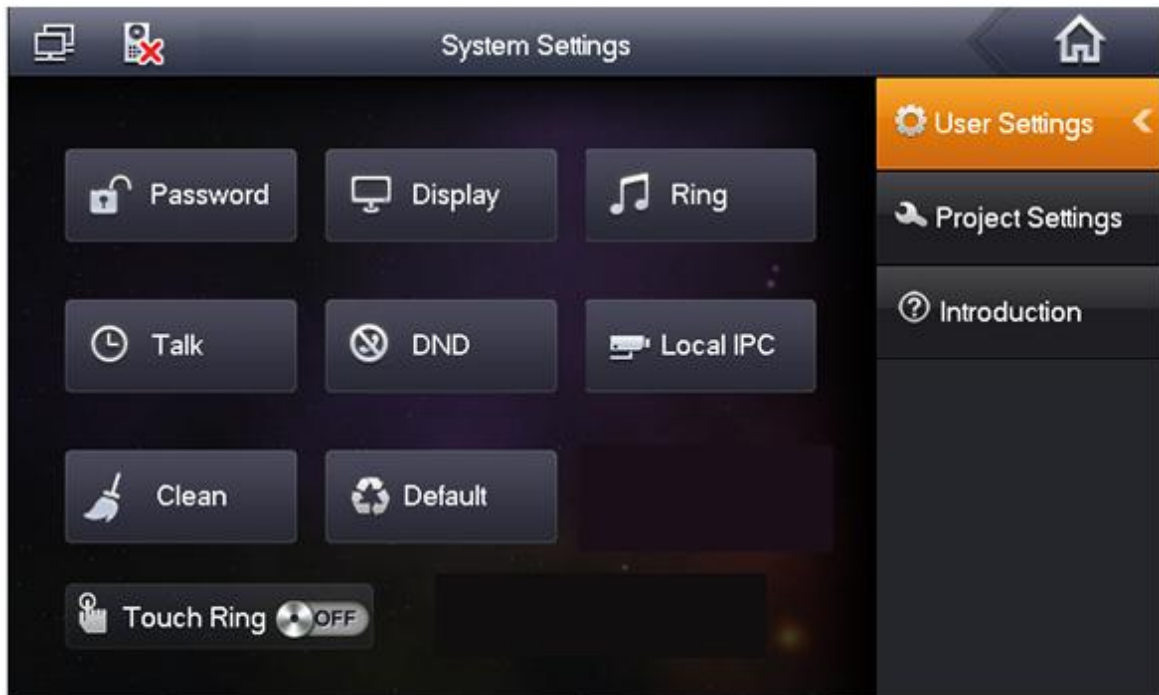 System Settings
User Settings
Password
Display
Ring
Project Settings
Talk
DND
Local IPC
Introduction
Clean
Default
Touch Ring OFF